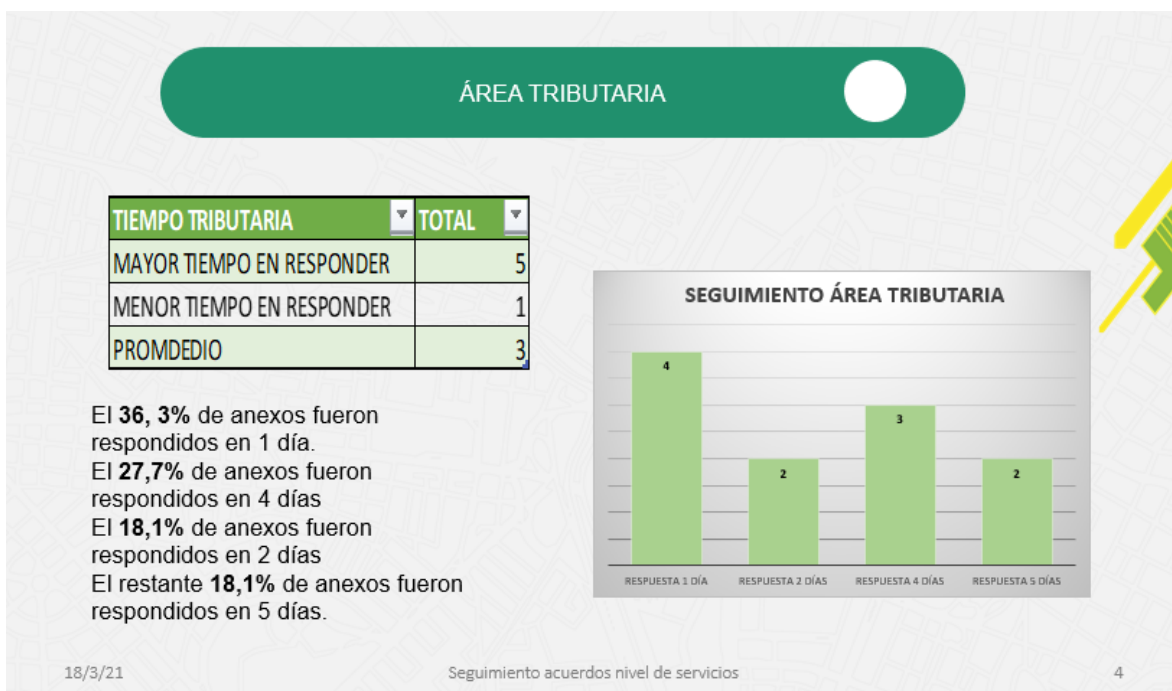 ÁREA TRIBUTARIA
TIEMPO TRIBUTARIA TOTAL
MAYOR TIEMPO EN RESPONDER 5
MENOR TIEMPO EN RESPONDER 1
PROMDEDIO 3
El 36, 3% de anexos fueron
respondidos en 1 día.
El 27,7% de anexos fueron
respondidos en 4 días
El 18,1% de anexos fueron
respondidos en 2 días
El restante 18,1% de anexos fueron
respondidos en 5 días.
SEGUIMIENTO ÁREA TRIBUTARIA
4
2
3
2
RESPUESTA 1 DÍA RESPUESTA 2 DÍAS RESPUESTA 4 DÍAS RESPUESTA 5 DÍAS
18/3/21 Seguimiento acuerdos nivel de servicios 4